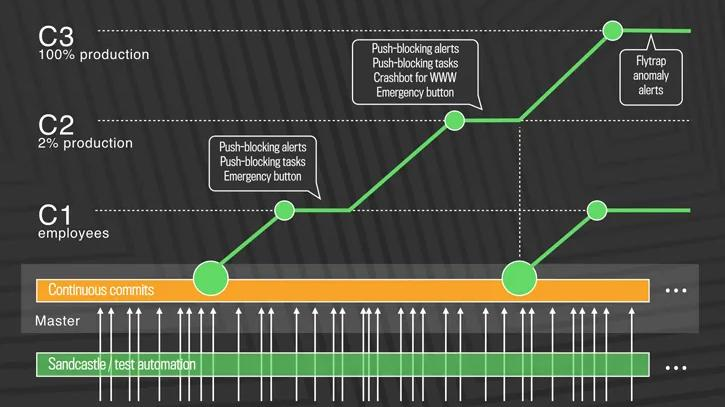 C3
100% production
Push-blocking alerts
Push-blocking tasks
Crashbot for WWW
Emergency button
Flytrap
anomaly
alerts
C2
2% production
Push-blocking alerts
Push-blocking tasks
Emergency button
C1
employees
Continuous commits
Master
Sandcastle / test automation